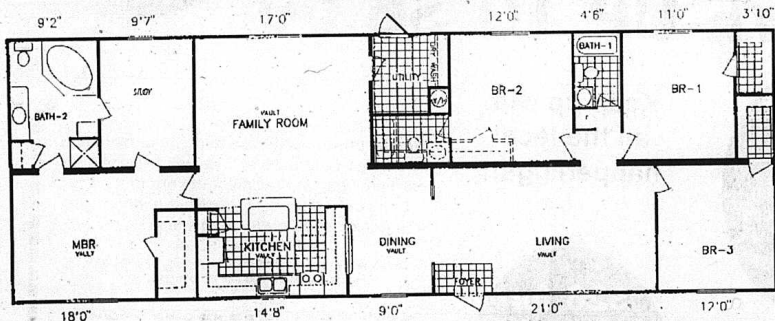 9'2" 9'7" 17'0" 12'0" 4'6" 11'0" 3'10"
BATH-1
UTILITY
BR-2
BR-1
STUDY
VAULT
FAMILY ROOM
BATH-2
MBR
VAULT
KITCHEN
VAULT
DINING
VAULT
LIVING
VAULT
BR-3
FOYER
18'0" 14'8" 9'0" 21'0" 12'0"